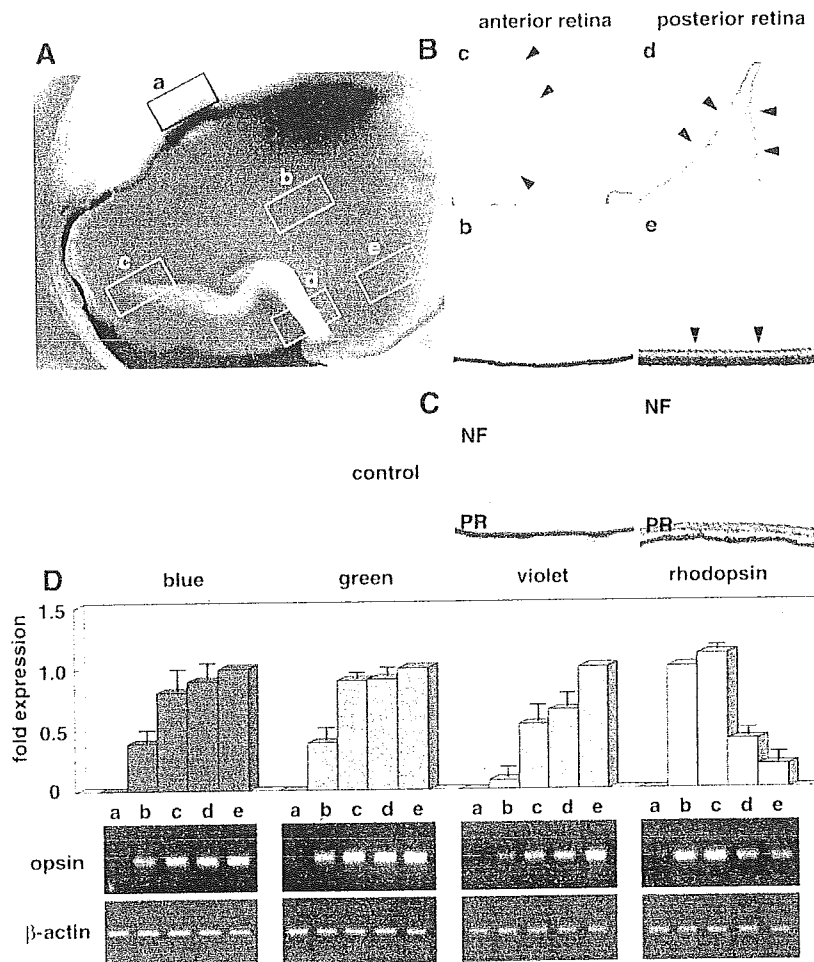 anterior retina posterior retina
A
B
a
b
c
d
e
c
d
b
e
C
NF
NF
control
PR
PR
D
blue green violet rhodopsin
fold expression
1.5
1.0
0.5
0
a b c d e a b c d e a b c d e a b c d e
opsin
β-actin